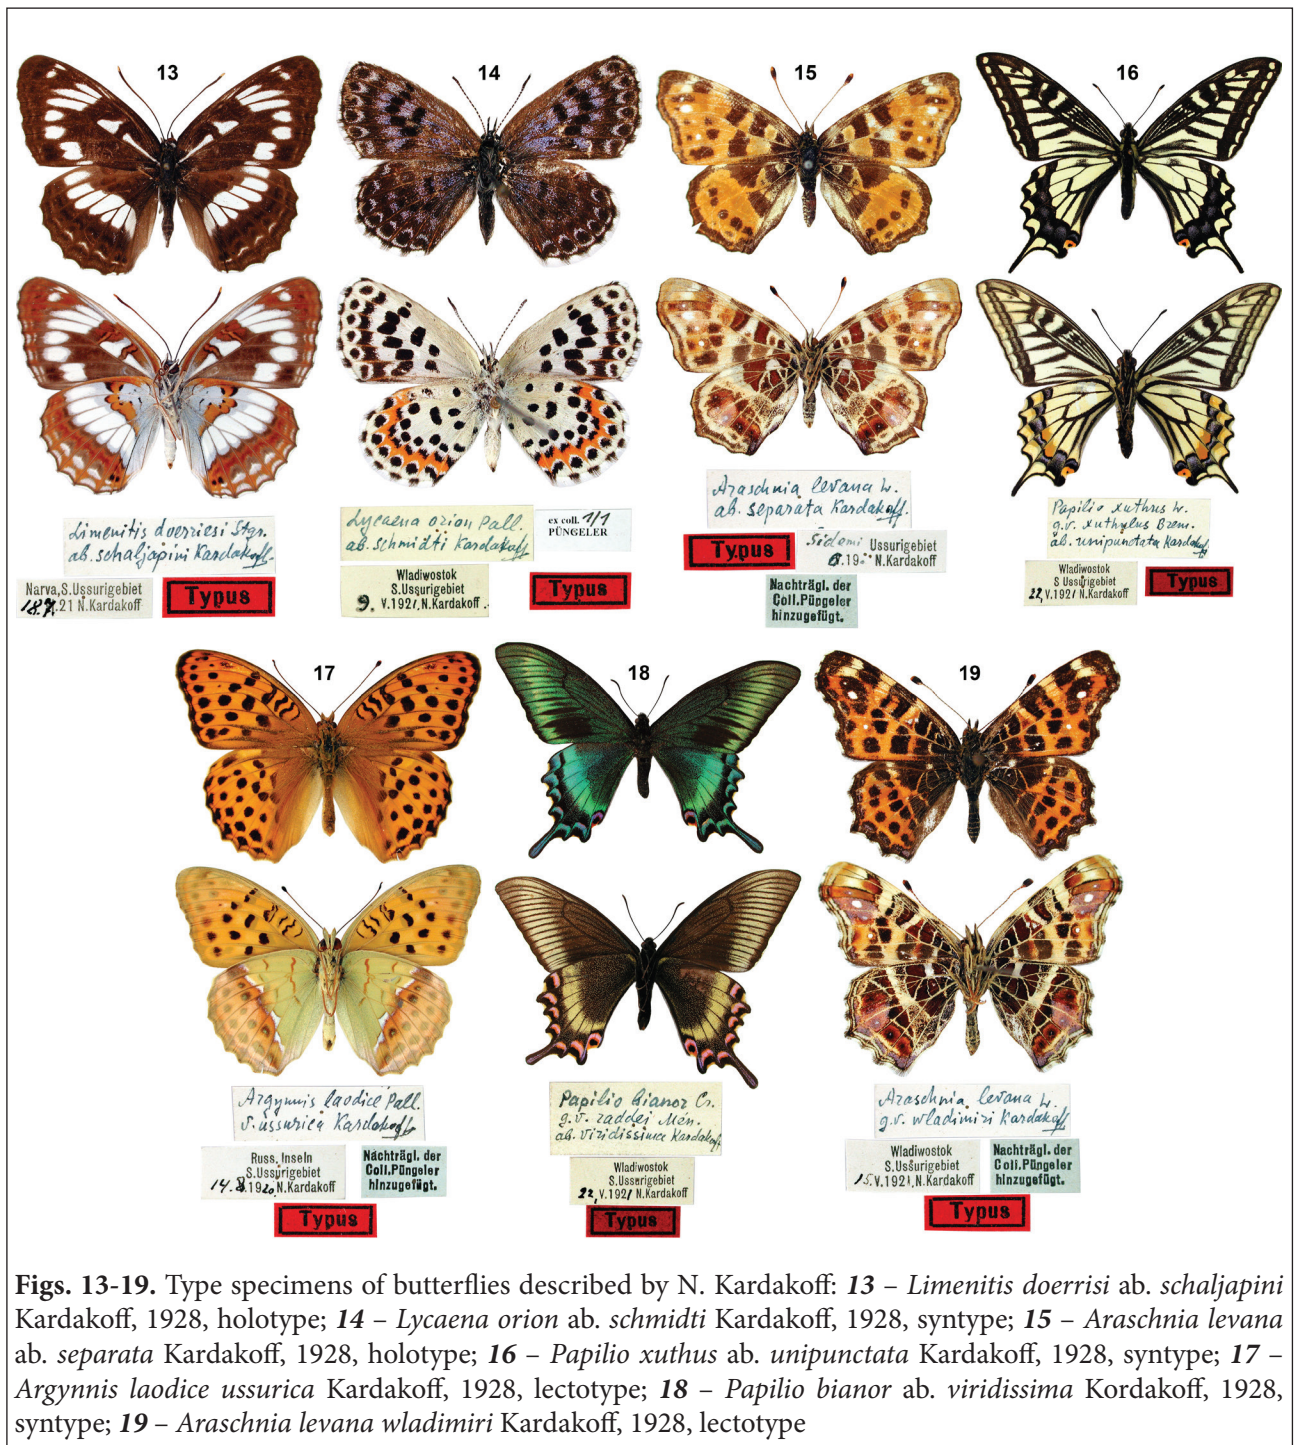 13
14
15
16
Limenitis doerriesi Stgr.
ab. schaljapini Kardakoff.
Narva, S.Ussurigebiet
18.7.21 N.Kardakoff
Typus
Lycaena orion Pall.
ab. schmidti Kardakoff
ex coll. 1/1
PÜNGELER
Wladiwostok
S.Ussurigebiet
9. V.1921, N.Kardakoff
Typus
Araschnia levana L.
ab. separata Kardakoff.
Typus
Sidemi Ussurigebiet
N.Kardakoff
Nachträgl. der
Coll.Püngeler
hinzugefügt.
Papilio xuthus L.
g.v. xuthulus Brem.
ab. unipunctata Kardakoff
Wladiwostok
S Ussurigebiet
22, V.1921 N.Kardakoff
Typus
17
18
19
Argynnis laodice Pall.
v. ussurica Kardakoff
Russ. Inseln
S.Ussurigebiet
14.8.1920, N.Kardakoff
Nachträgl. der
Coll.Püngeler
hinzugefügt.
Typus
Papilio bianor Cr.
g.v. raddei Mén.
ab. viridissima Kardakoff.
Wladiwostok
S.Ussurigebiet
22, V.1921 N.Kardakoff
Typus
Araschnia levana L.
g.v. wladimiri Kardakoff
Wladiwostok
S.Ussurigebiet
15. V.1921, N.Kardakoff
Nachträgl. der
Coll.Püngeler
hinzugefügt.
Typus
Figs. 13-19. Type specimens of butterflies described by N. Kardakoff: 13 – Limenitis doerrisi ab. schaljapini
Kardakoff, 1928, holotype; 14 – Lycaena orion ab. schmidti Kardakoff, 1928, syntype; 15 – Araschnia levana
ab. separata Kardakoff, 1928, holotype; 16 – Papilio xuthus ab. unipunctata Kardakoff, 1928, syntype; 17 –
Argynnis laodice ussurica Kardakoff, 1928, lectotype; 18 – Papilio bianor ab. viridissima Kordakoff, 1928,
syntype; 19 – Araschnia levana wladimiri Kardakoff, 1928, lectotype